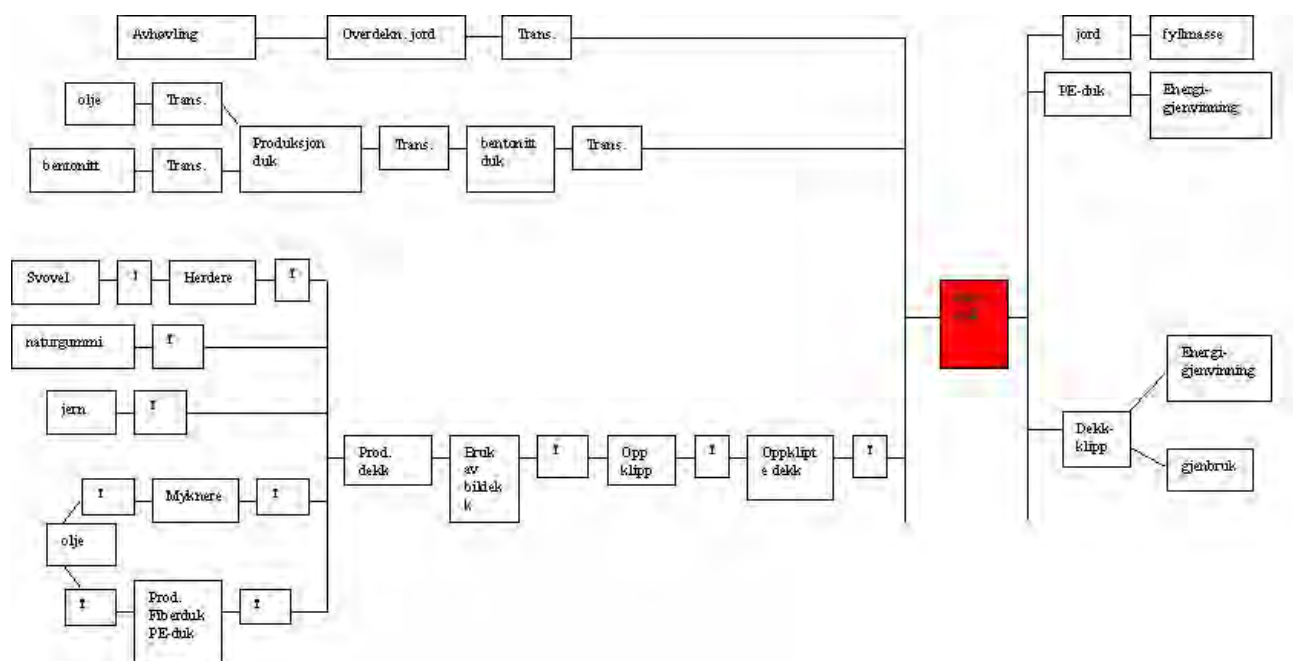 Avhøvling
Overdekn. jord
Trans.
jord
fyllmasse
olje
Trans.
PE-duk
Energi-
gjenvinning
Produksjon
duk
Trans.
bentonitt
duk
Trans.
bentonitt
Trans.
Svovel
T
Herdere
T
naturgummi
T
jern
T
Energi-
gjenvinning
Prod.
dekk
Bruk
av
bildek
k
T
Opp
klipp
T
Oppklipt
e dekk
T
Dekk-
klipp
gjenbruk
T
Myknere
T
olje
T
Prod.
Fiberduk
PE-duk
T